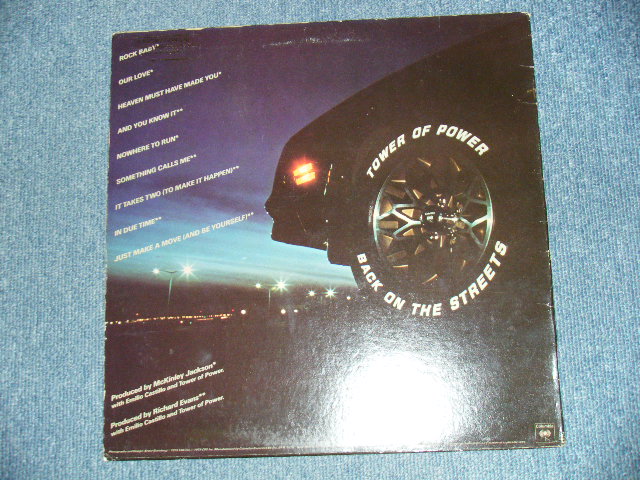 ROCK BABY*
OUR LOVE*
HEAVEN MUST HAVE MADE YOU*
AND YOU KNOW IT**
NOWHERE TO RUN*
SOMETHING CALLS ME**
IT TAKES TWO (TO MAKE IT HAPPEN)**
IN DUE TIME**
JUST MAKE A MOVE (AND BE YOURSELF)**
TOWER OF POWER
BACK ON THE STREETS
Produced by McKinley Jackson*
with Emilio Castillo and Tower of Power.
Produced by Richard Evans**
with Emilio Castillo and Tower of Power.
Columbia